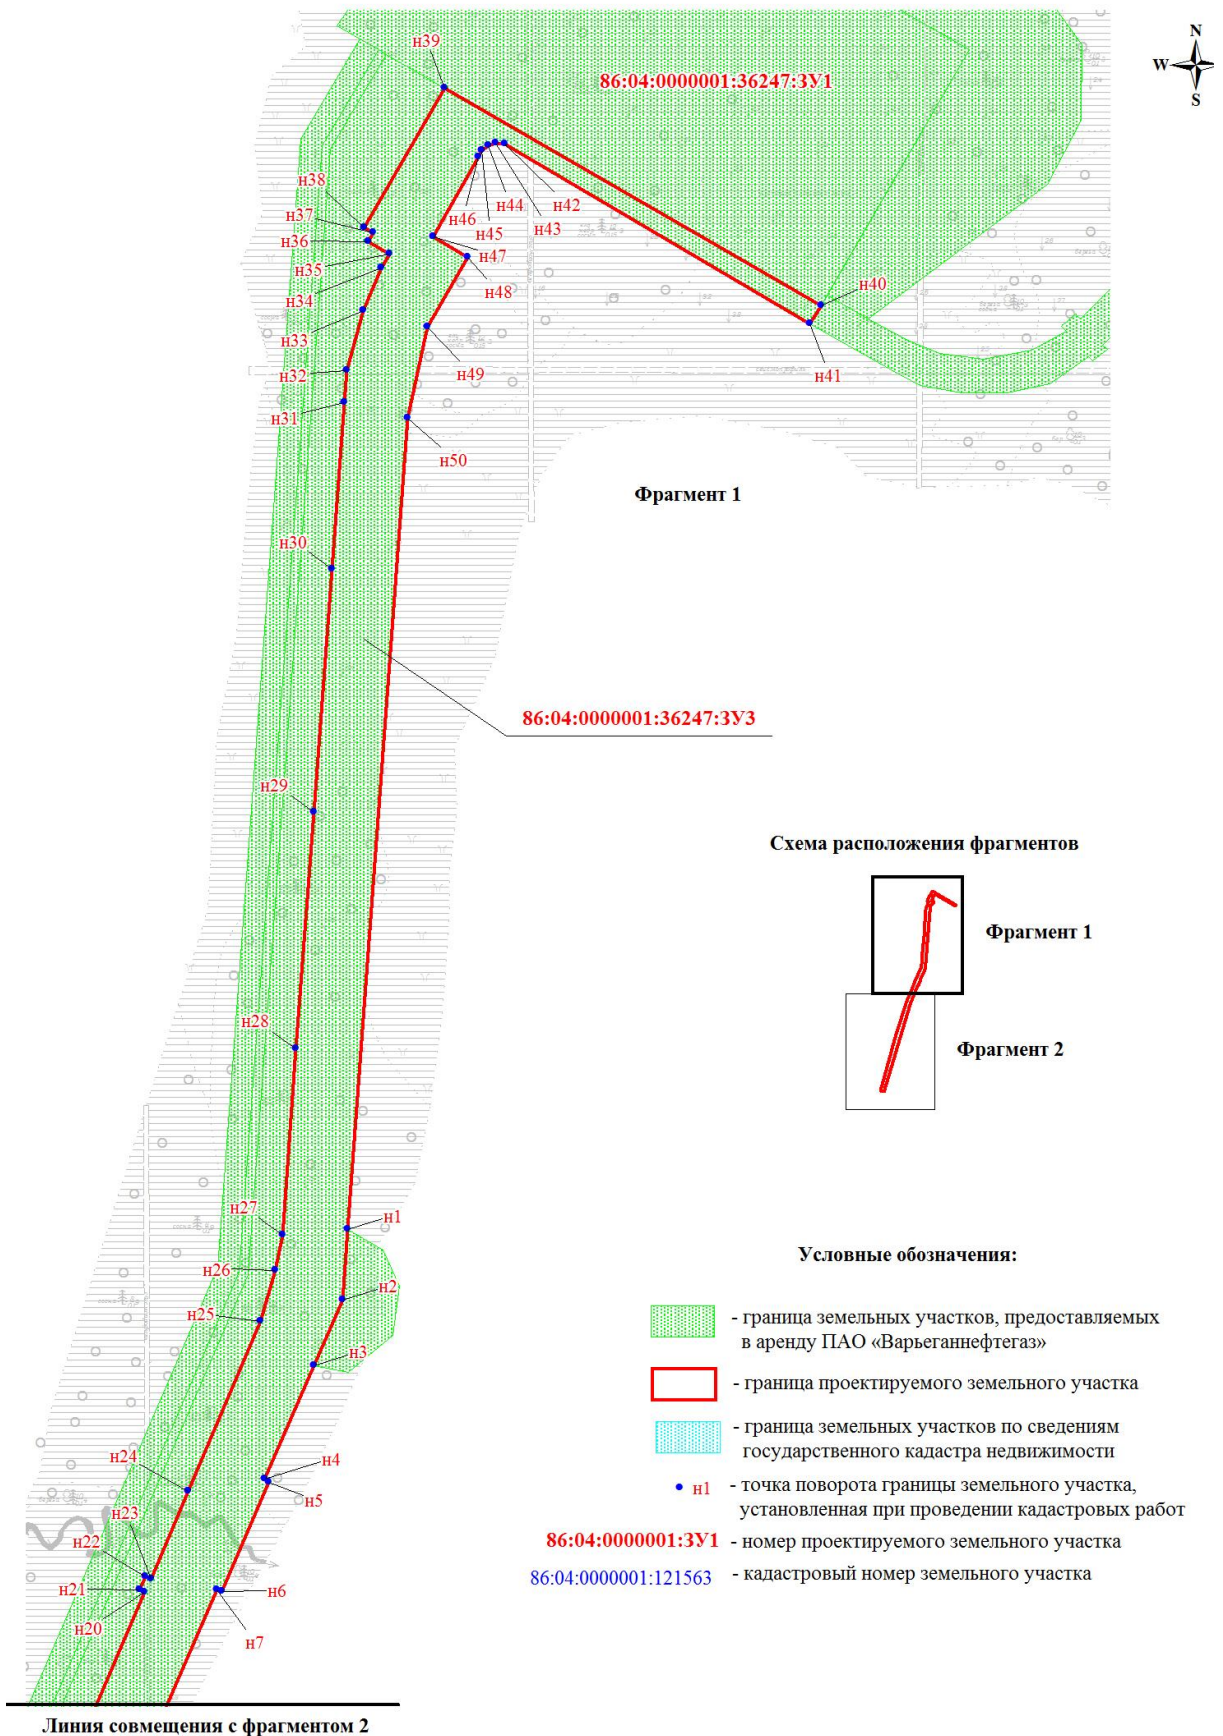 N
W
S
н39
86:04:0000001:36247:ЗУ1
н38
н37
н36
н35
н34
н33
н32
н31
н46
н45
н44
н42
н43
н47
н48
н49
н50
н40
н41
Фрагмент 1
н30
86:04:0000001:36247:ЗУ3
н29
Схема расположения фрагментов
Фрагмент 1
Фрагмент 2
н28
н27
н1
н26
н2
н25
н3
н24
н4
н5
н23
н22
н21
н20
н6
н7
Условные обозначения:
- граница земельных участков, предоставляемых
в аренду ПАО «Варьеганнефтегаз»
- граница проектируемого земельного участка
- граница земельных участков по сведениям
государственного кадастра недвижимости
н1 - точка поворота границы земельного участка,
установленная при проведении кадастровых работ
86:04:0000001:ЗУ1 - номер проектируемого земельного участка
86:04:0000001:121563 - кадастровый номер земельного участка
Линия совмещения с фрагментом 2